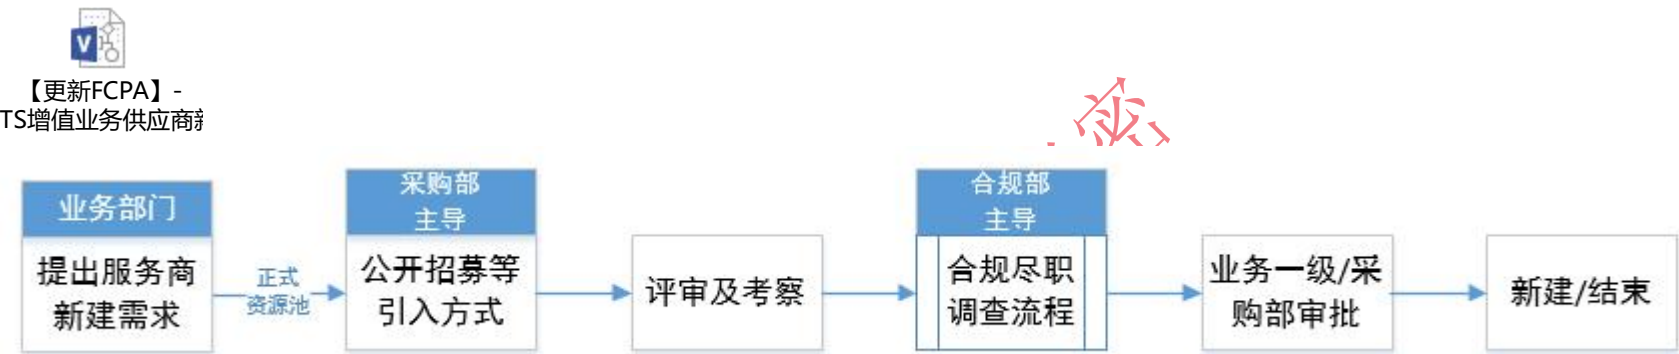 【更新FCPA】-
TS增值业务供应商新
业务部门
提出服务商
新建需求
正式
资源池
采购部
主导
公开招募等
引入方式
评审及考察
合规部
主导
合规尽职
调查流程
业务一级/采
购部审批
新建/结束